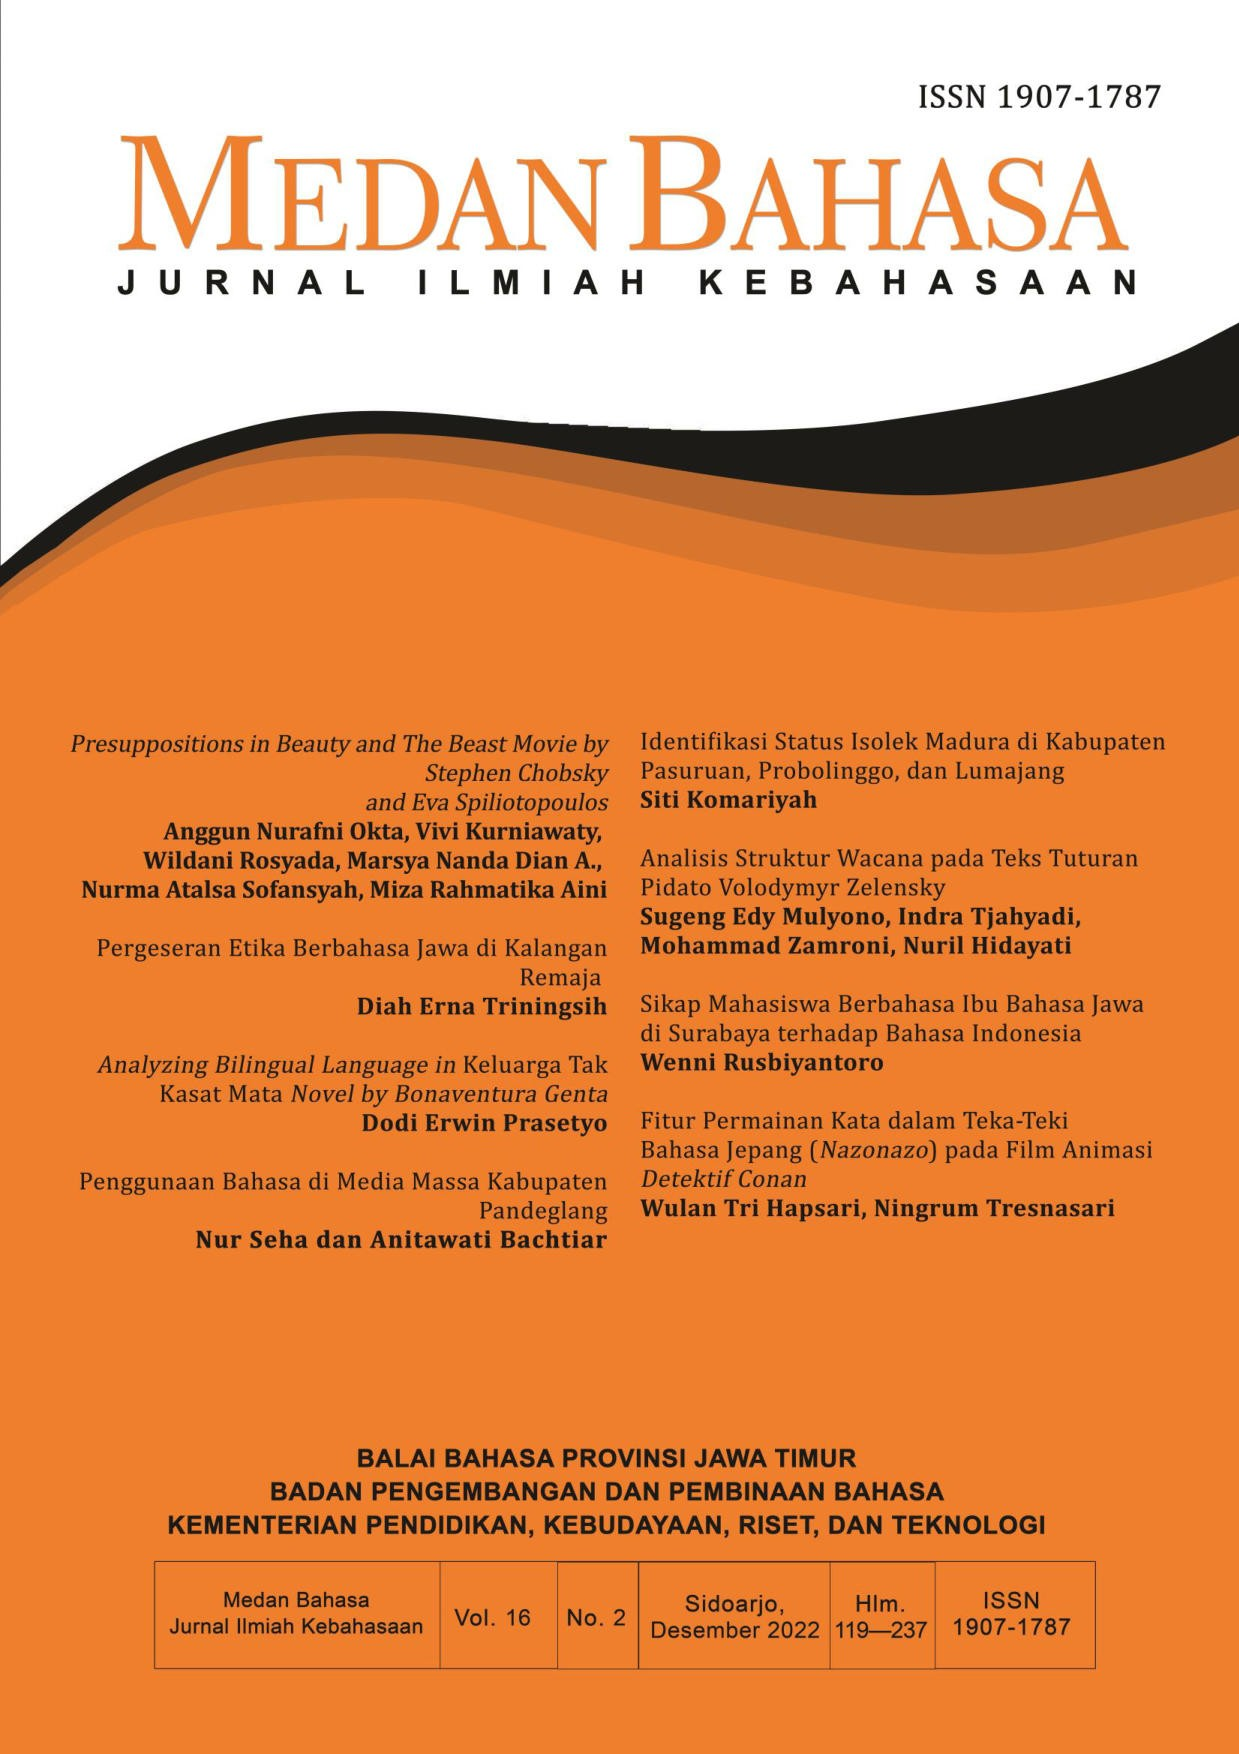 ISSN 1907-1787
MEDAN BAHASA
JURNAL ILMIAH KEBAHASAAN
Presuppositions in Beauty and The Beast Movie by
Stephen Chobsky
and Eva Spiliotopoulos
Anggun Nurafni Okta, Vivi Kurniawaty,
Wildani Rosyada, Marsya Nanda Dian A.,
Nurma Atalsa Sofansyah, Miza Rahmatika Aini
Pergeseran Etika Berbahasa Jawa di Kalangan
Remaja
Diah Erna Triningsih
Analyzing Bilingual Language in Keluarga Tak
Kasat Mata Novel by Bonaventura Genta
Dodi Erwin Prasetyo
Penggunaan Bahasa di Media Massa Kabupaten
Pandeglang
Nur Seha dan Anitawati Bachtiar
Identifikasi Status Isolek Madura di Kabupaten
Pasuruan, Probolinggo, dan Lumajang
Siti Komariyah
Analisis Struktur Wacana pada Teks Tuturan
Pidato Volodymyr Zelensky
Sugeng Edy Mulyono, Indra Tjahyadi,
Mohammad Zamroni, Nuril Hidayati
Sikap Mahasiswa Berbahasa Ibu Bahasa Jawa
di Surabaya terhadap Bahasa Indonesia
Wenni Rusbiyantoro
Fitur Permainan Kata dalam Teka-Teki
Bahasa Jepang (Nazonazo) pada Film Animasi
Detektif Conan
Wulan Tri Hapsari, Ningrum Tresnasari
BALAI BAHASA PROVINSI JAWA TIMUR
BADAN PENGEMBANGAN DAN PEMBINAAN BAHASA
KEMENTERIAN PENDIDIKAN, KEBUDAYAAN, RISET, DAN TEKNOLOGI
Medan Bahasa
Jurnal Ilmiah Kebahasaan
Vol. 16
No. 2
Sidoarjo,
Desember 2022
Hlm.
119—237
ISSN
1907-1787